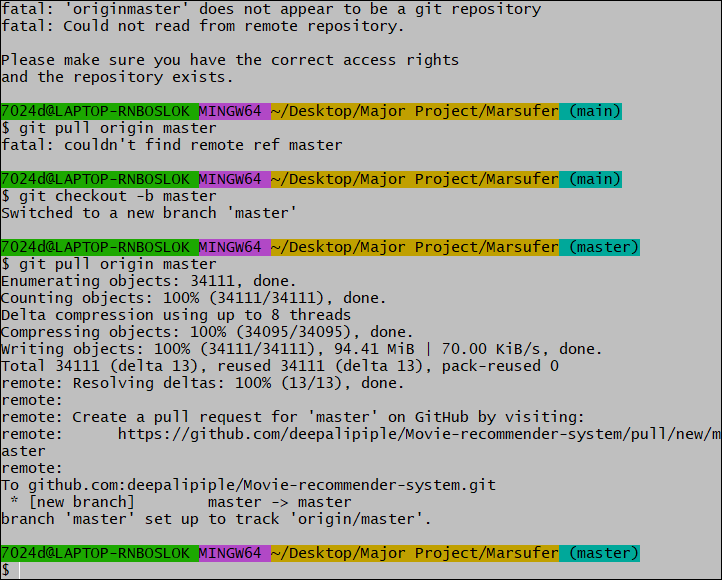 fatal: 'originmaster' does not appear to be a git repository
fatal: Could not read from remote repository.
Please make sure you have the correct access rights
and the repository exists.
7024d@LAPTOP-RNBOSLOK MINGW64 ~/Desktop/Major Project/Marsufer (main)
$ git pull origin master
fatal: couldn't find remote ref master
7024d@LAPTOP-RNBOSLOK MINGW64 ~/Desktop/Major Project/Marsufer (main)
$ git checkout -b master
Switched to a new branch 'master'
7024d@LAPTOP-RNBOSLOK MINGW64 ~/Desktop/Major Project/Marsufer (master)
$ git pull origin master
Enumerating objects: 34111, done.
Counting objects: 100% (34111/34111), done.
Delta compression using up to 8 threads
Compressing objects: 100% (34095/34095), done.
Writing objects: 100% (34111/34111), 94.41 MiB | 70.00 KiB/s, done.
Total 34111 (delta 13), reused 34111 (delta 13), pack-reused 0
remote: Resolving deltas: 100% (13/13), done.
remote:
remote: Create a pull request for 'master' on GitHub by visiting:
remote:      https://github.com/deepalipiple/Movie-recommender-system/pull/new/m
aster
remote:
To github.com:deepalipiple/Movie-recommender-system.git
 * [new branch]        master -> master
branch 'master' set up to track 'origin/master'.
7024d@LAPTOP-RNBOSLOK MINGW64 ~/Desktop/Major Project/Marsufer (master)
$